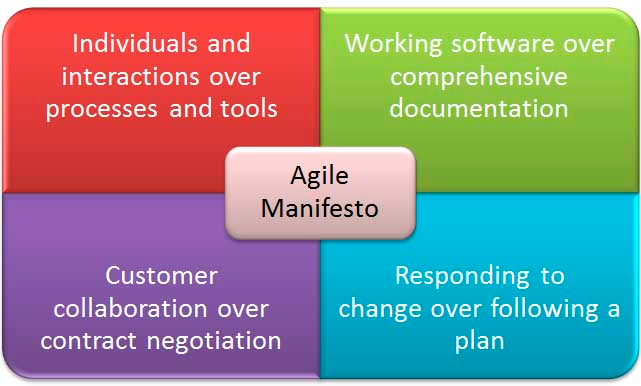 Individuals and
interactions over
processes and tools
Working software over
comprehensive
documentation
Agile
Manifesto
Customer
collaboration over
contract negotiation
Responding to
change over following a
plan